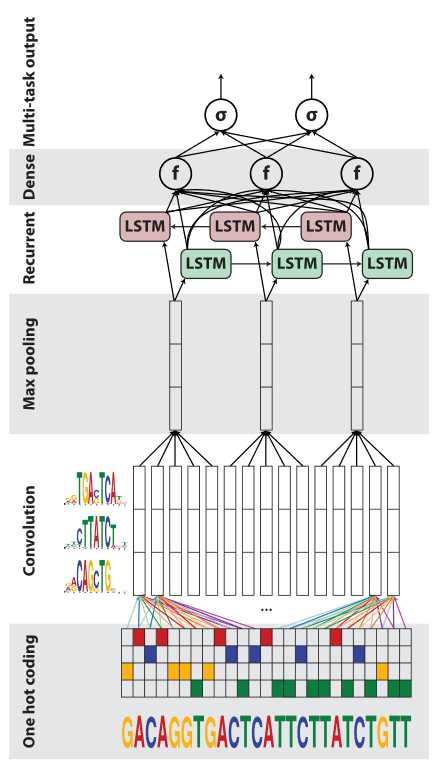 Multi-task output
σ σ
Dense
f f f
Recurrent
LSTM LSTM LSTM
LSTM LSTM LSTM
Max pooling
Convolution
TGACTCA
CTTATCT
CAGCTG
...
One hot coding
GACAGGTGACTCATTCTTATCTGTT